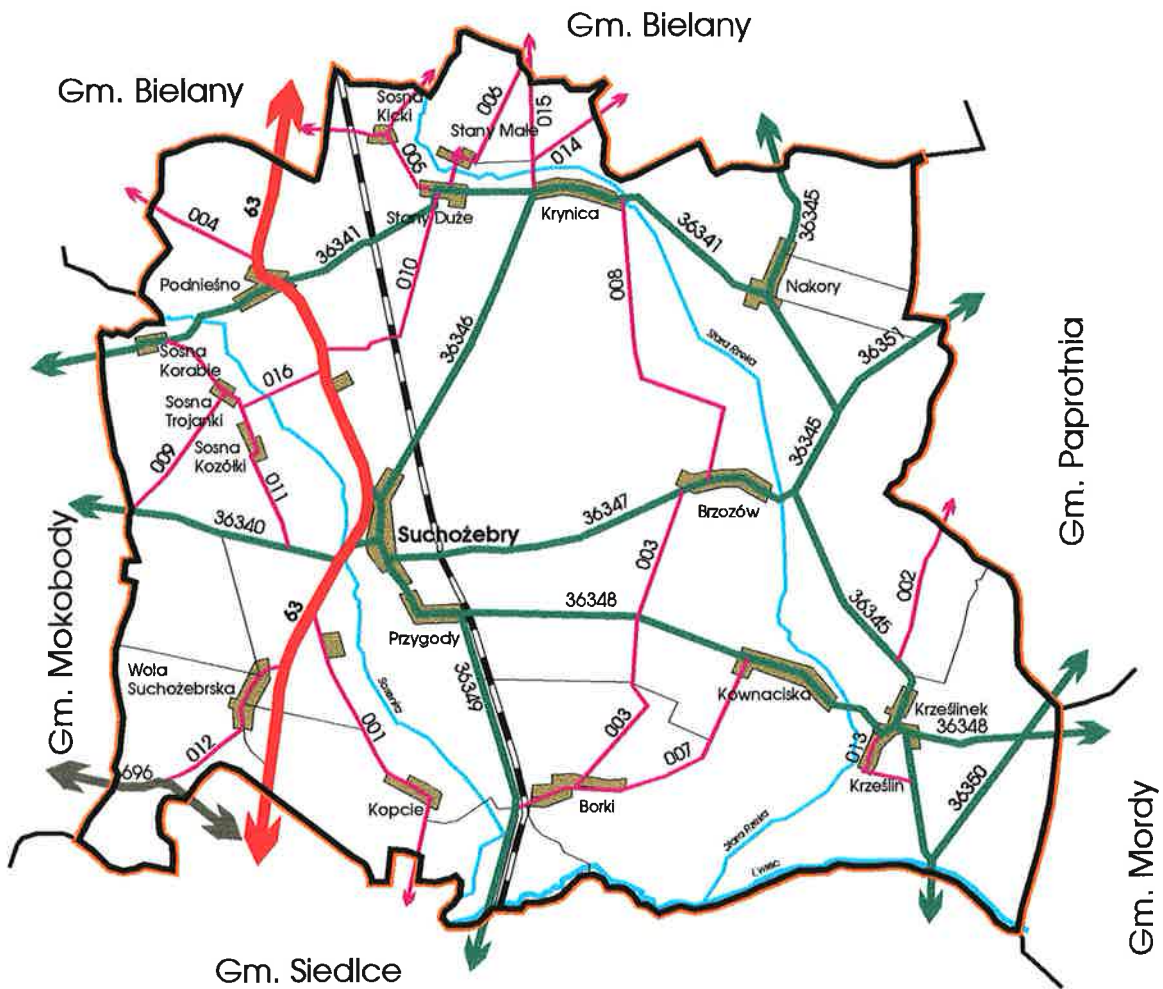 Gm. Bielany
Gm. Bielany
Sosna
Kicki
006
015
Stany Małe
014
005
63
004
Stany Duże
Krynica
36341
36341
36345
010
008
Podnieśno
Nakory
36346
Stara Rzeka
36351
Sosna
Korabie
016
Sosna
Trojanki
009
Sosna
Kozółki
011
36345
Gm. Paprotnia
36340
36347
Brzozów
Suchożebry
003
002
Gm. Mokobody
63
36348
36345
Przygody
Wola
Suchożebrska
36349
Kownaciska
Krześlinek
36348
001
003
007
013
012
696
Krześlin
36350
Kopcie
Borki
Stara Rzeka
Liwiec
Gm. Mordy
Gm. Siedlce